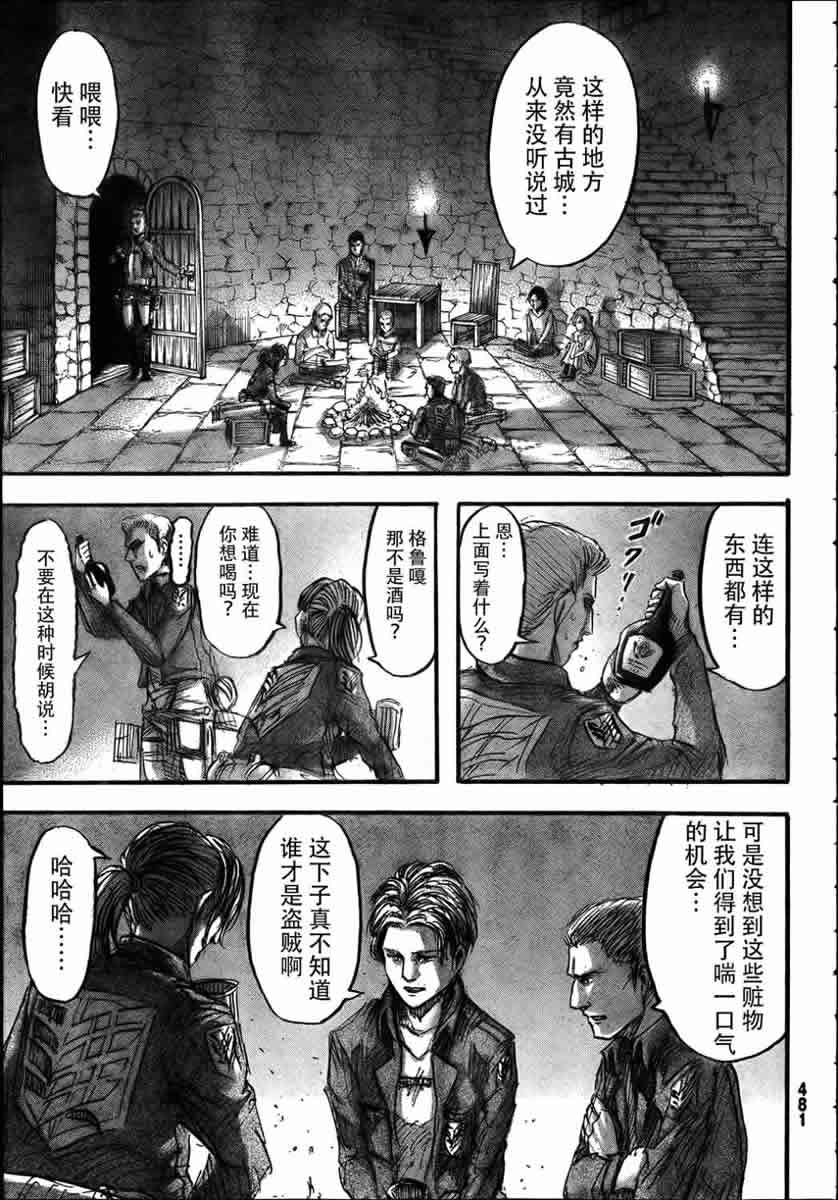 这样的地方
竟然有古城…
从来没听说过
喂喂…
快看
连这样的
东西都有…
ゴクリ
恩…
上面写着什么？
格鲁嘎
那不是酒吗？
难道…现在
你想喝吗？
………
不要在这种时候胡说…
可是没想到这些脏物
让我们得到了喘一口气
的机会…
这下子真不知道
谁才是盗贼啊
哈哈哈……
481